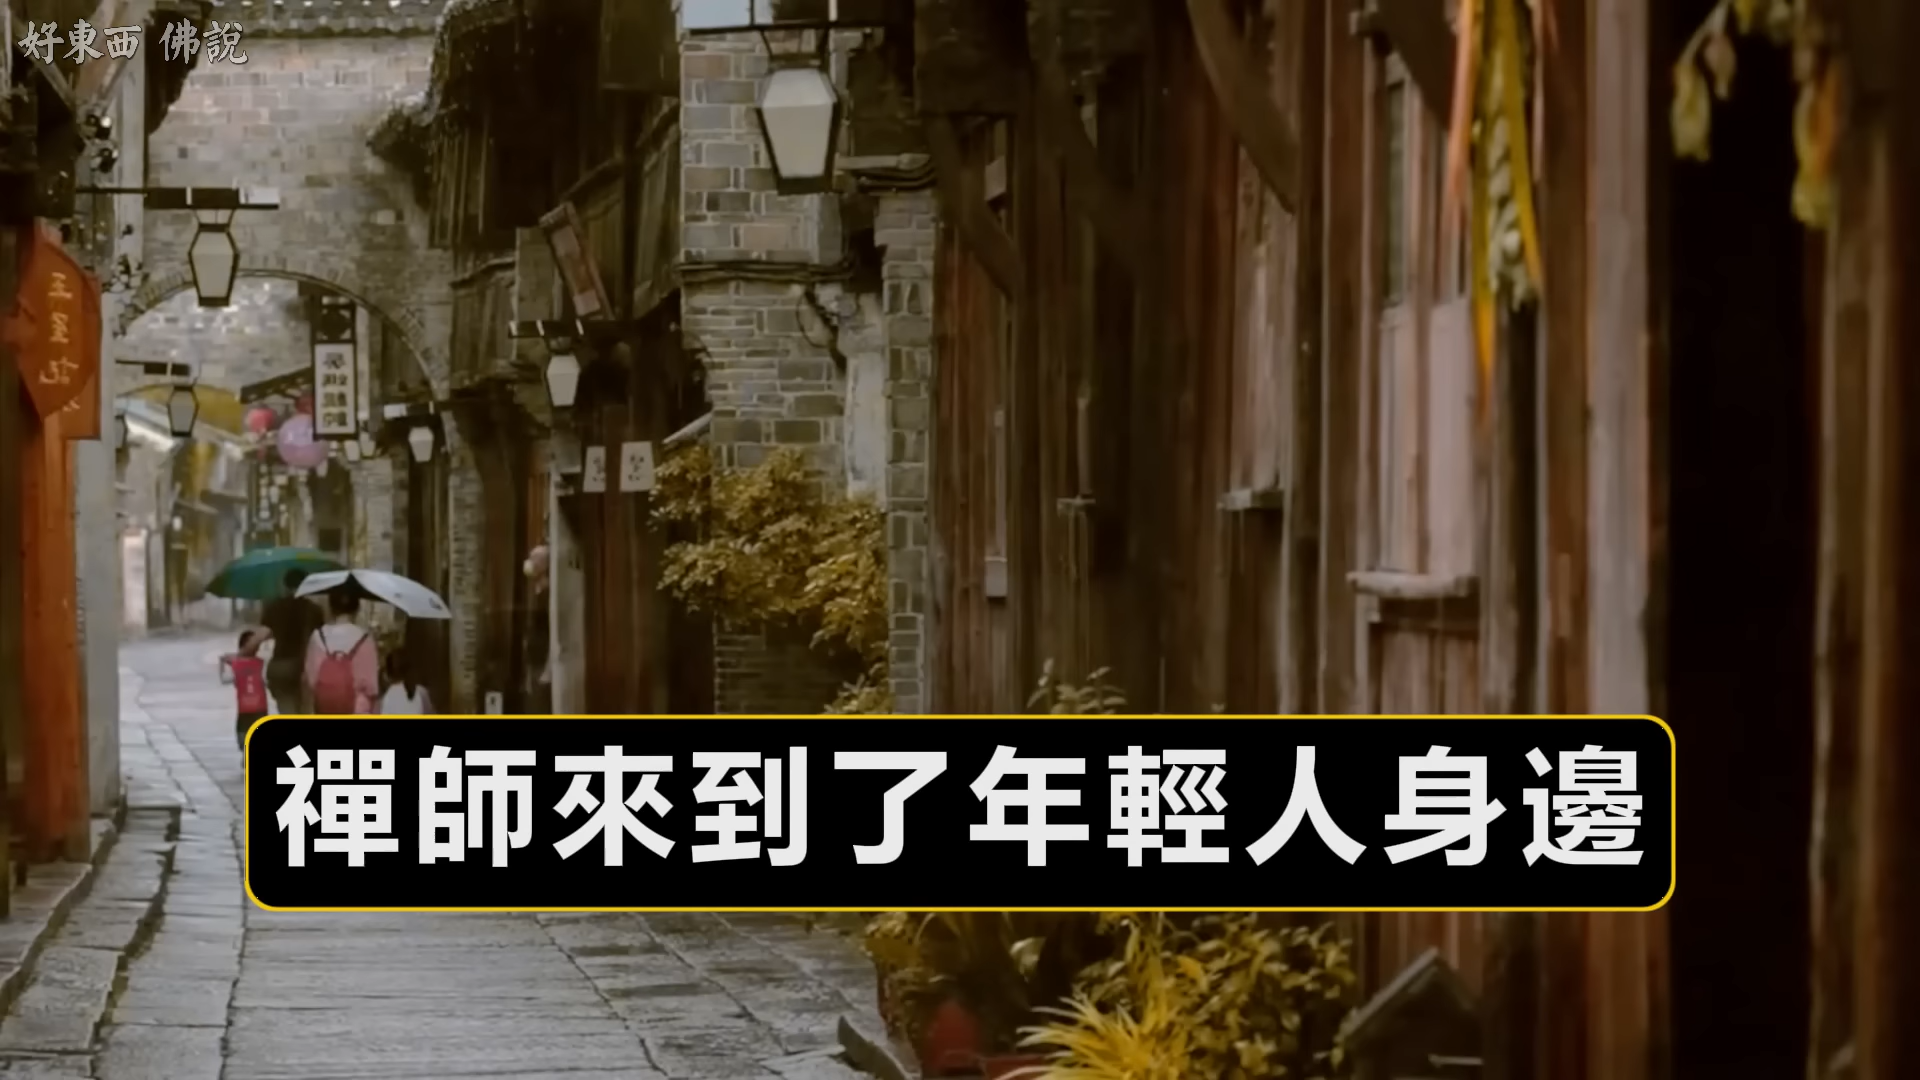 好東西 佛說
禪師來到了年輕人身邊